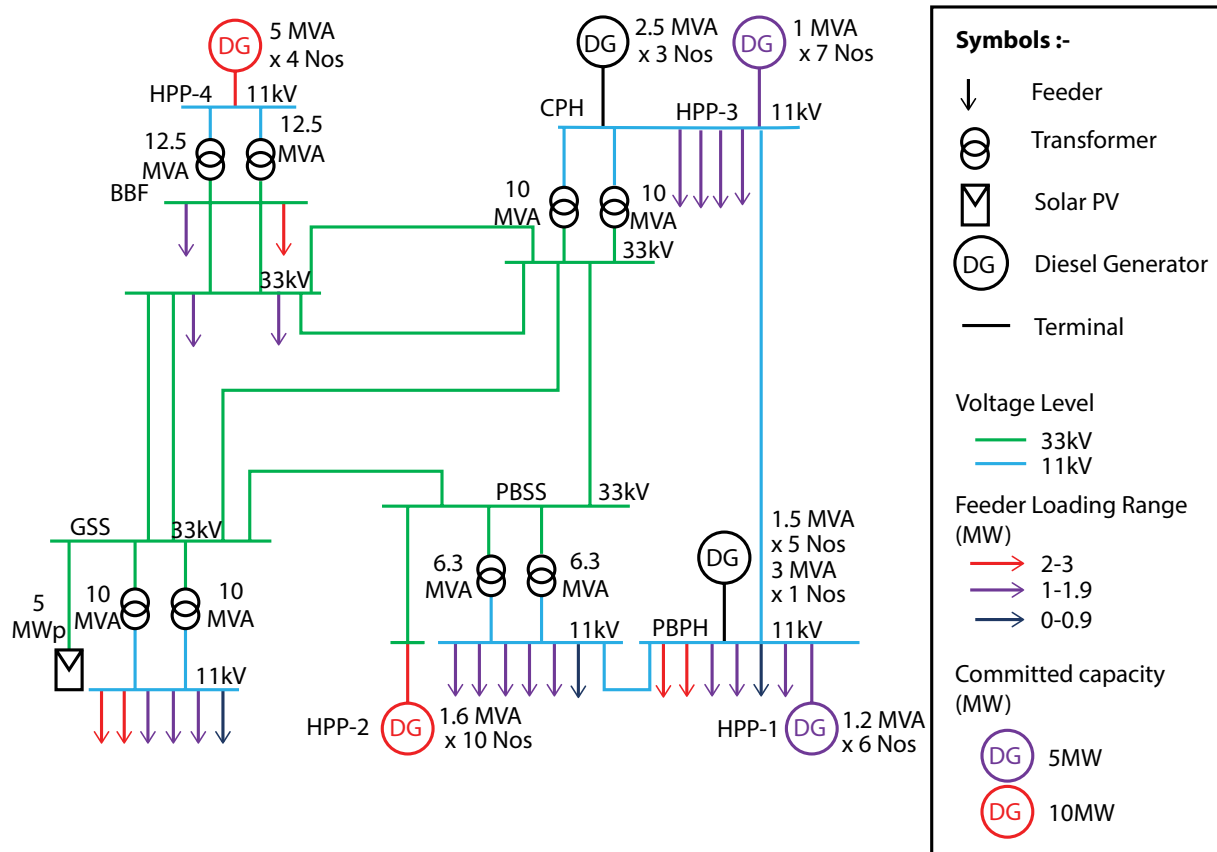 DG
5 MVA
x 4 Nos
HPP-4
11kV
12.5
MVA
12.5
MVA
BBF
33kV
DG
2.5 MVA
x 3 Nos
DG
1 MVA
x 7 Nos
CPH
HPP-3
11kV
10
MVA
10
MVA
33kV
GSS
33kV
5
MWp
10
MVA
10
MVA
11kV
PBSS
33kV
6.3
MVA
6.3
MVA
11kV
HPP-2
DG
1.6 MVA
x 10 Nos
DG
1.5 MVA
x 5 Nos
3 MVA
x 1 Nos
PBPH
11kV
HPP-1
DG
1.2 MVA
x 6 Nos
Symbols :-
Feeder
Transformer
Solar PV
DG
Diesel Generator
Terminal
Voltage Level
33kV
11kV
Feeder Loading Range
(MW)
2-3
1-1.9
0-0.9
Committed capacity
(MW)
DG
5MW
DG
10MW